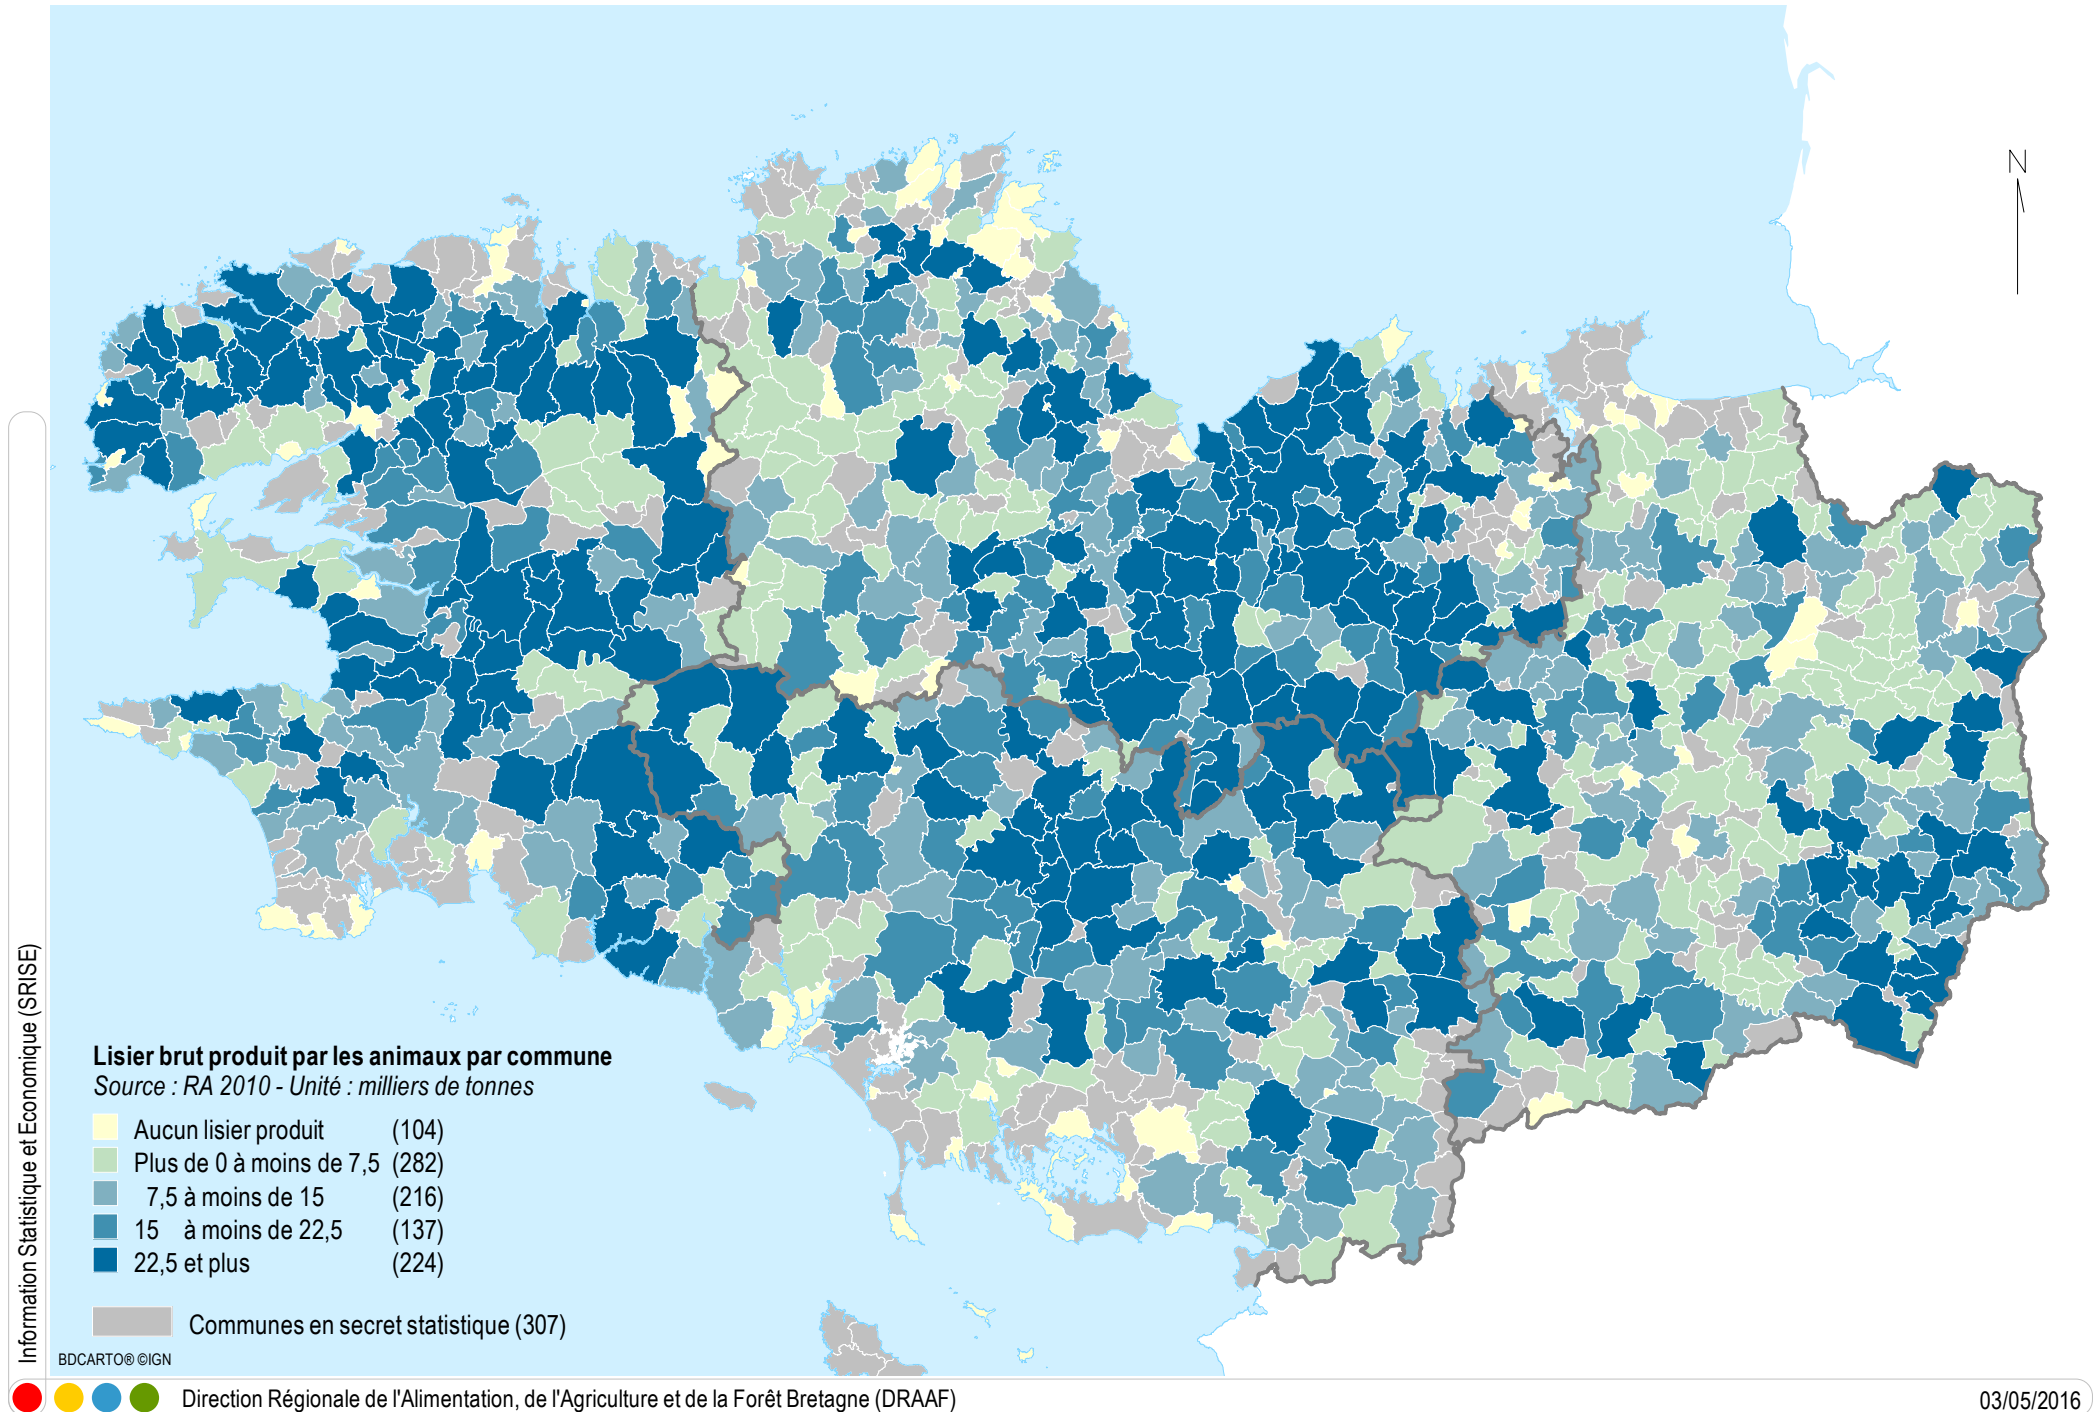 N
Information Statistique et Economique (SRISE)
Lisier brut produit par les animaux par commune
Source : RA 2010 - Unité : milliers de tonnes
Aucun lisier produit (104)
Plus de 0 à moins de 7,5 (282)
7,5 à moins de 15 (216)
15 à moins de 22,5 (137)
22,5 et plus (224)
Communes en secret statistique (307)
BDCARTO® ©IGN
Direction Régionale de l'Alimentation, de l'Agriculture et de la Forêt Bretagne (DRAAF)
03/05/2016